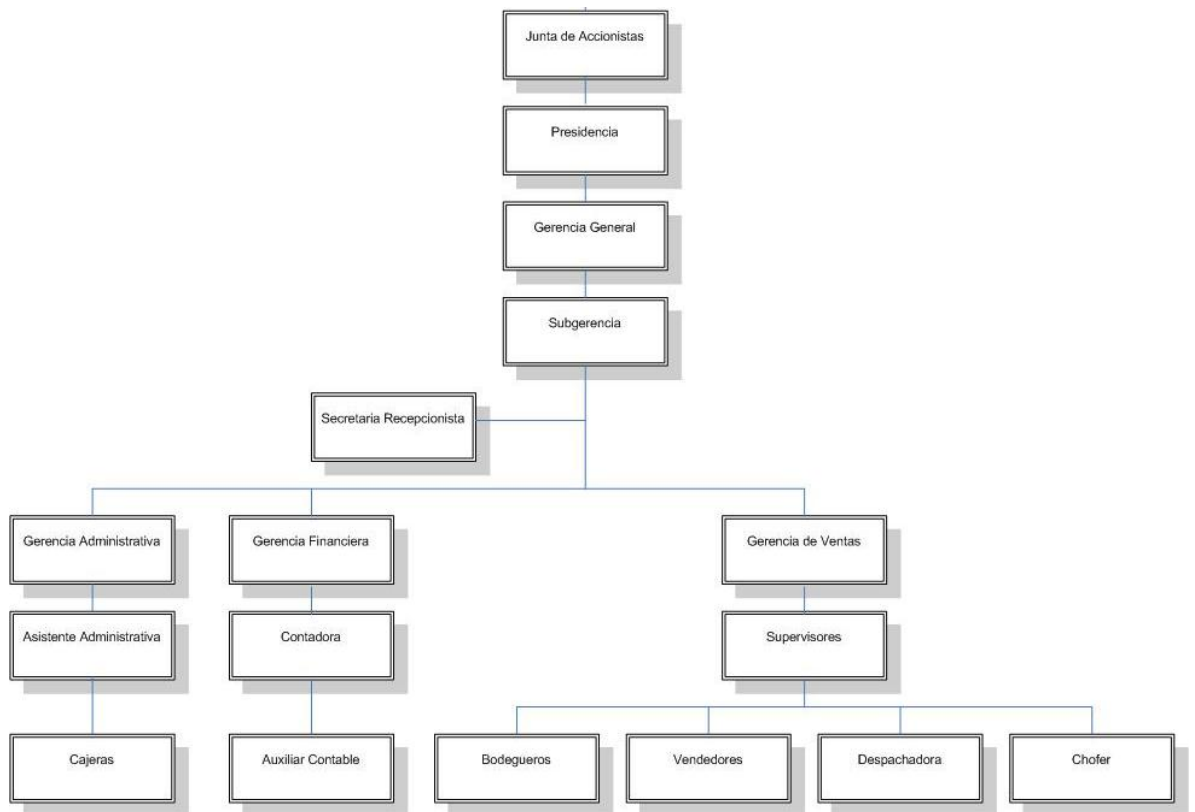 Junta de Accionistas
Presidencia
Gerencia General
Subgerencia
Secretaria Recepcionista
Gerencia Administrativa
Gerencia Financiera
Gerencia de Ventas
Asistente Administrativa
Contadora
Supervisores
Cajeras
Auxiliar Contable
Bodegueros
Vendedores
Despachadora
Chofer